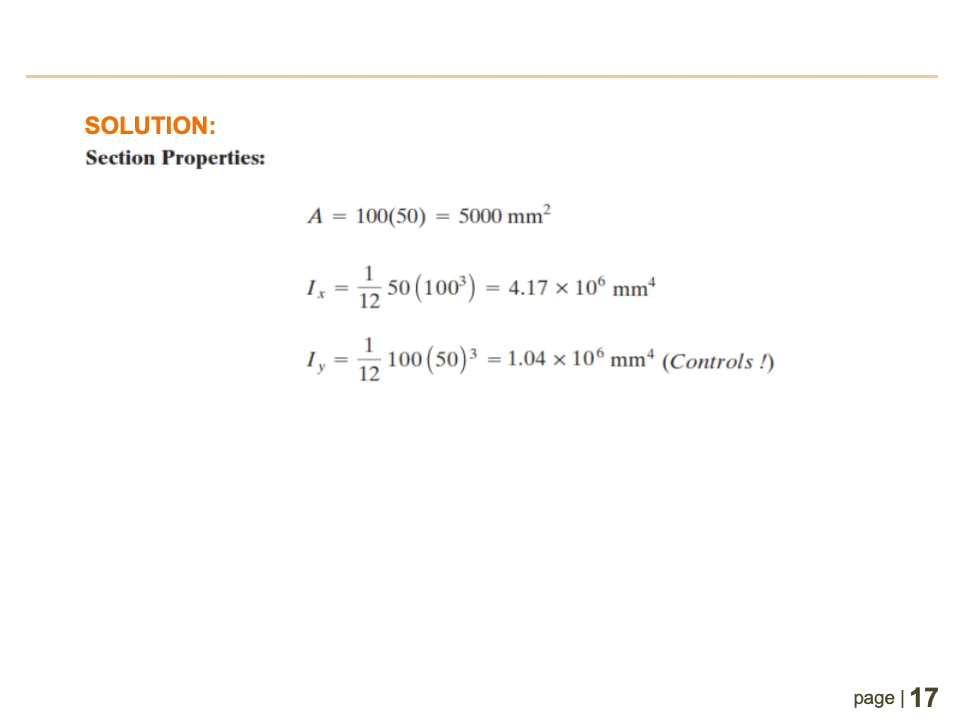 SOLUTION:
Section Properties:
A = 100(50) = 5000 mm²
Iₓ = 1/12 50(100³) = 4.17 × 10⁶ mm⁴
I_y = 1/12 100(50)³ = 1.04 × 10⁶ mm⁴ (Controls !)
page | 17